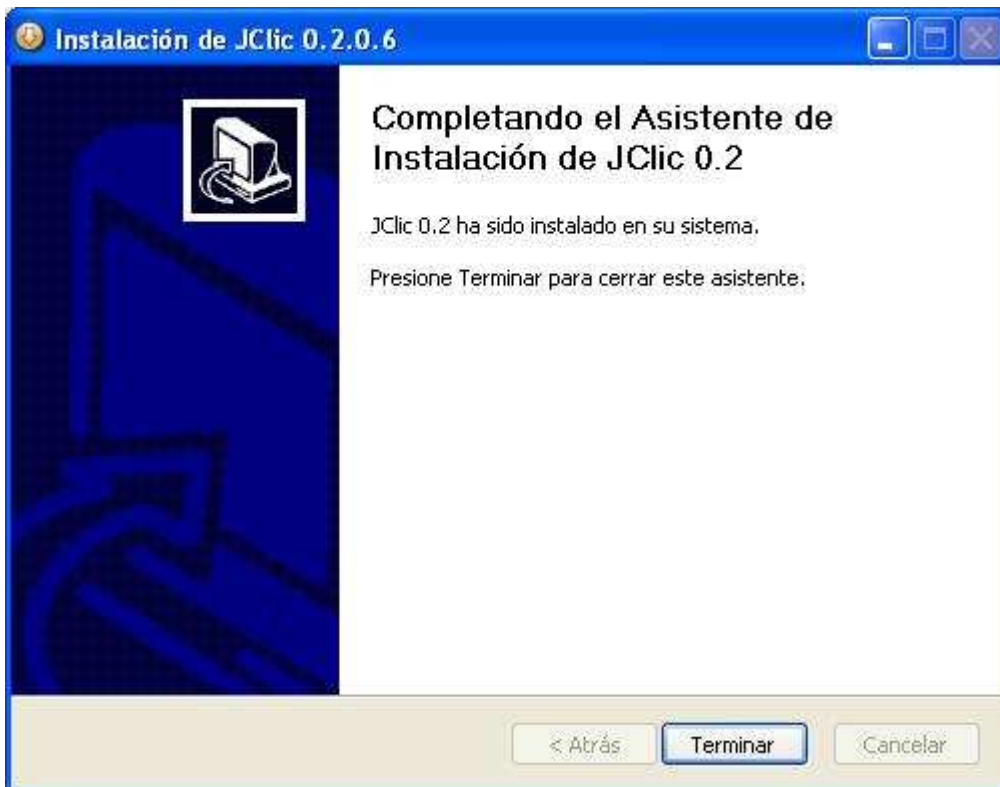 Instalación de JClic 0.2.0.6
Completando el Asistente de
Instalación de JClic 0.2
JClic 0.2 ha sido instalado en su sistema.
Presione Terminar para cerrar este asistente.
< Atrás
Terminar
Cancelar